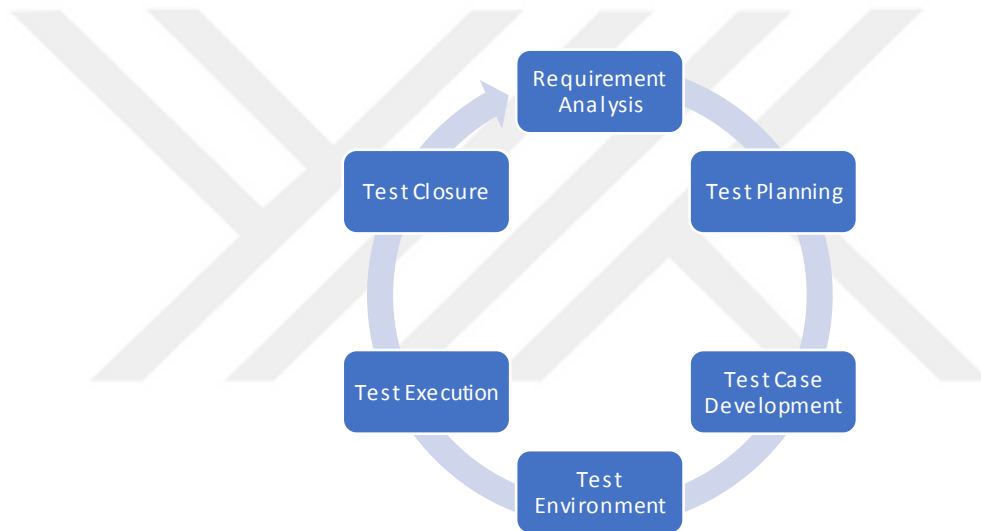 Requirement
Analysis
Test Planning
Test Case
Development
Test
Environment
Test Execution
Test Closure